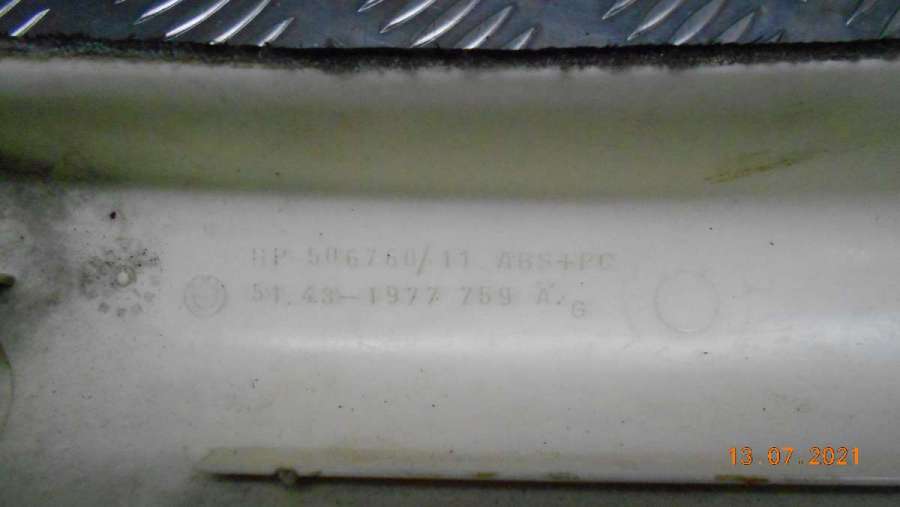 HP 506760/11 ABS+PC
51.43-1977 759 A/G
13.07.2021